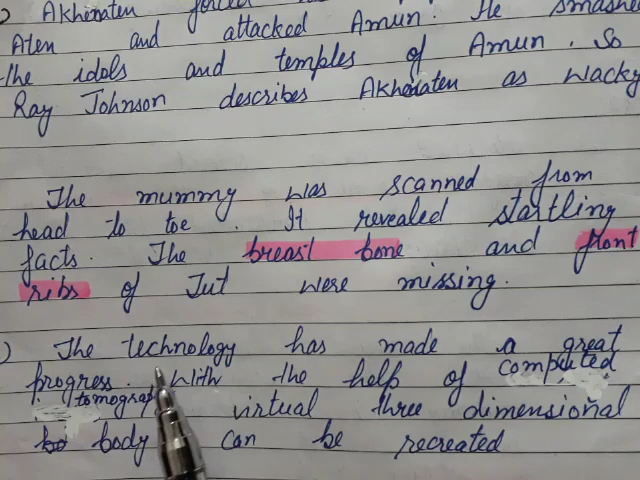 Akhenaten forced
Aten and attacked Amun. He smashed
the idols and temples of Amun. So
Ray Johnson describes Akhenaten as wacky
The mummy was scanned from
head to toe. It revealed startling
facts. The breast bone and front
ribs of Tut were missing.
) The technology has made a great
progress. With the help of computed
tomograp virtual three dimensional
body can be recreated